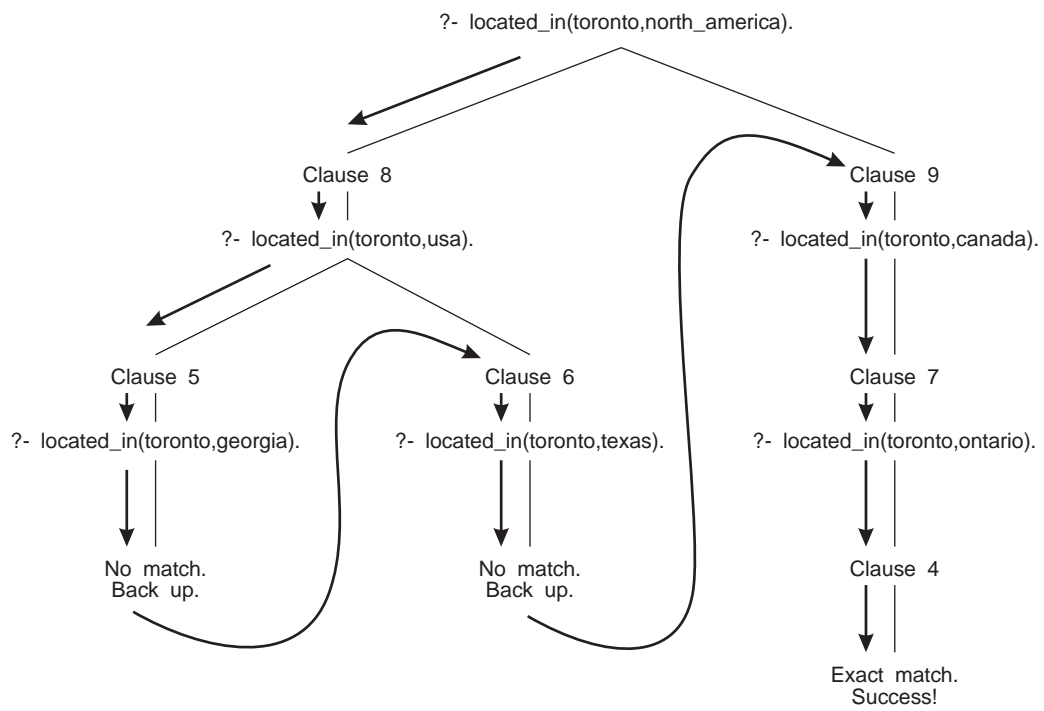 ?- located_in(toronto,north_america).
Clause 8
Clause 9
?- located_in(toronto,usa).
?- located_in(toronto,canada).
Clause 5
Clause 6
Clause 7
?- located_in(toronto,georgia).
?- located_in(toronto,texas).
?- located_in(toronto,ontario).
No match.
Back up.
No match.
Back up.
Clause 4
Exact match.
Success!